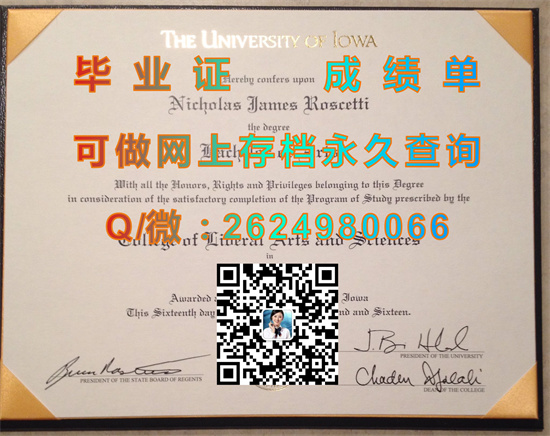 THE UNIVERSITY OF IOWA
毕业证 成绩单
hereby confers upon
Nicholas James Roscetti
the degree
可做网上存档永久查询
With all the Honors, Rights and Privileges belonging to this Degree
in consideration of the satisfactory completion of the Program of Study prescribed by the
Q/微:2624980066
College of Liberal Arts and Sciences
in
Awarded Iowa
This Sixteenth day and Sixteen.
PRESIDENT OF THE UNIVERSITY
PRESIDENT OF THE STATE BOARD OF REGENTS
DEAN OF THE COLLEGE